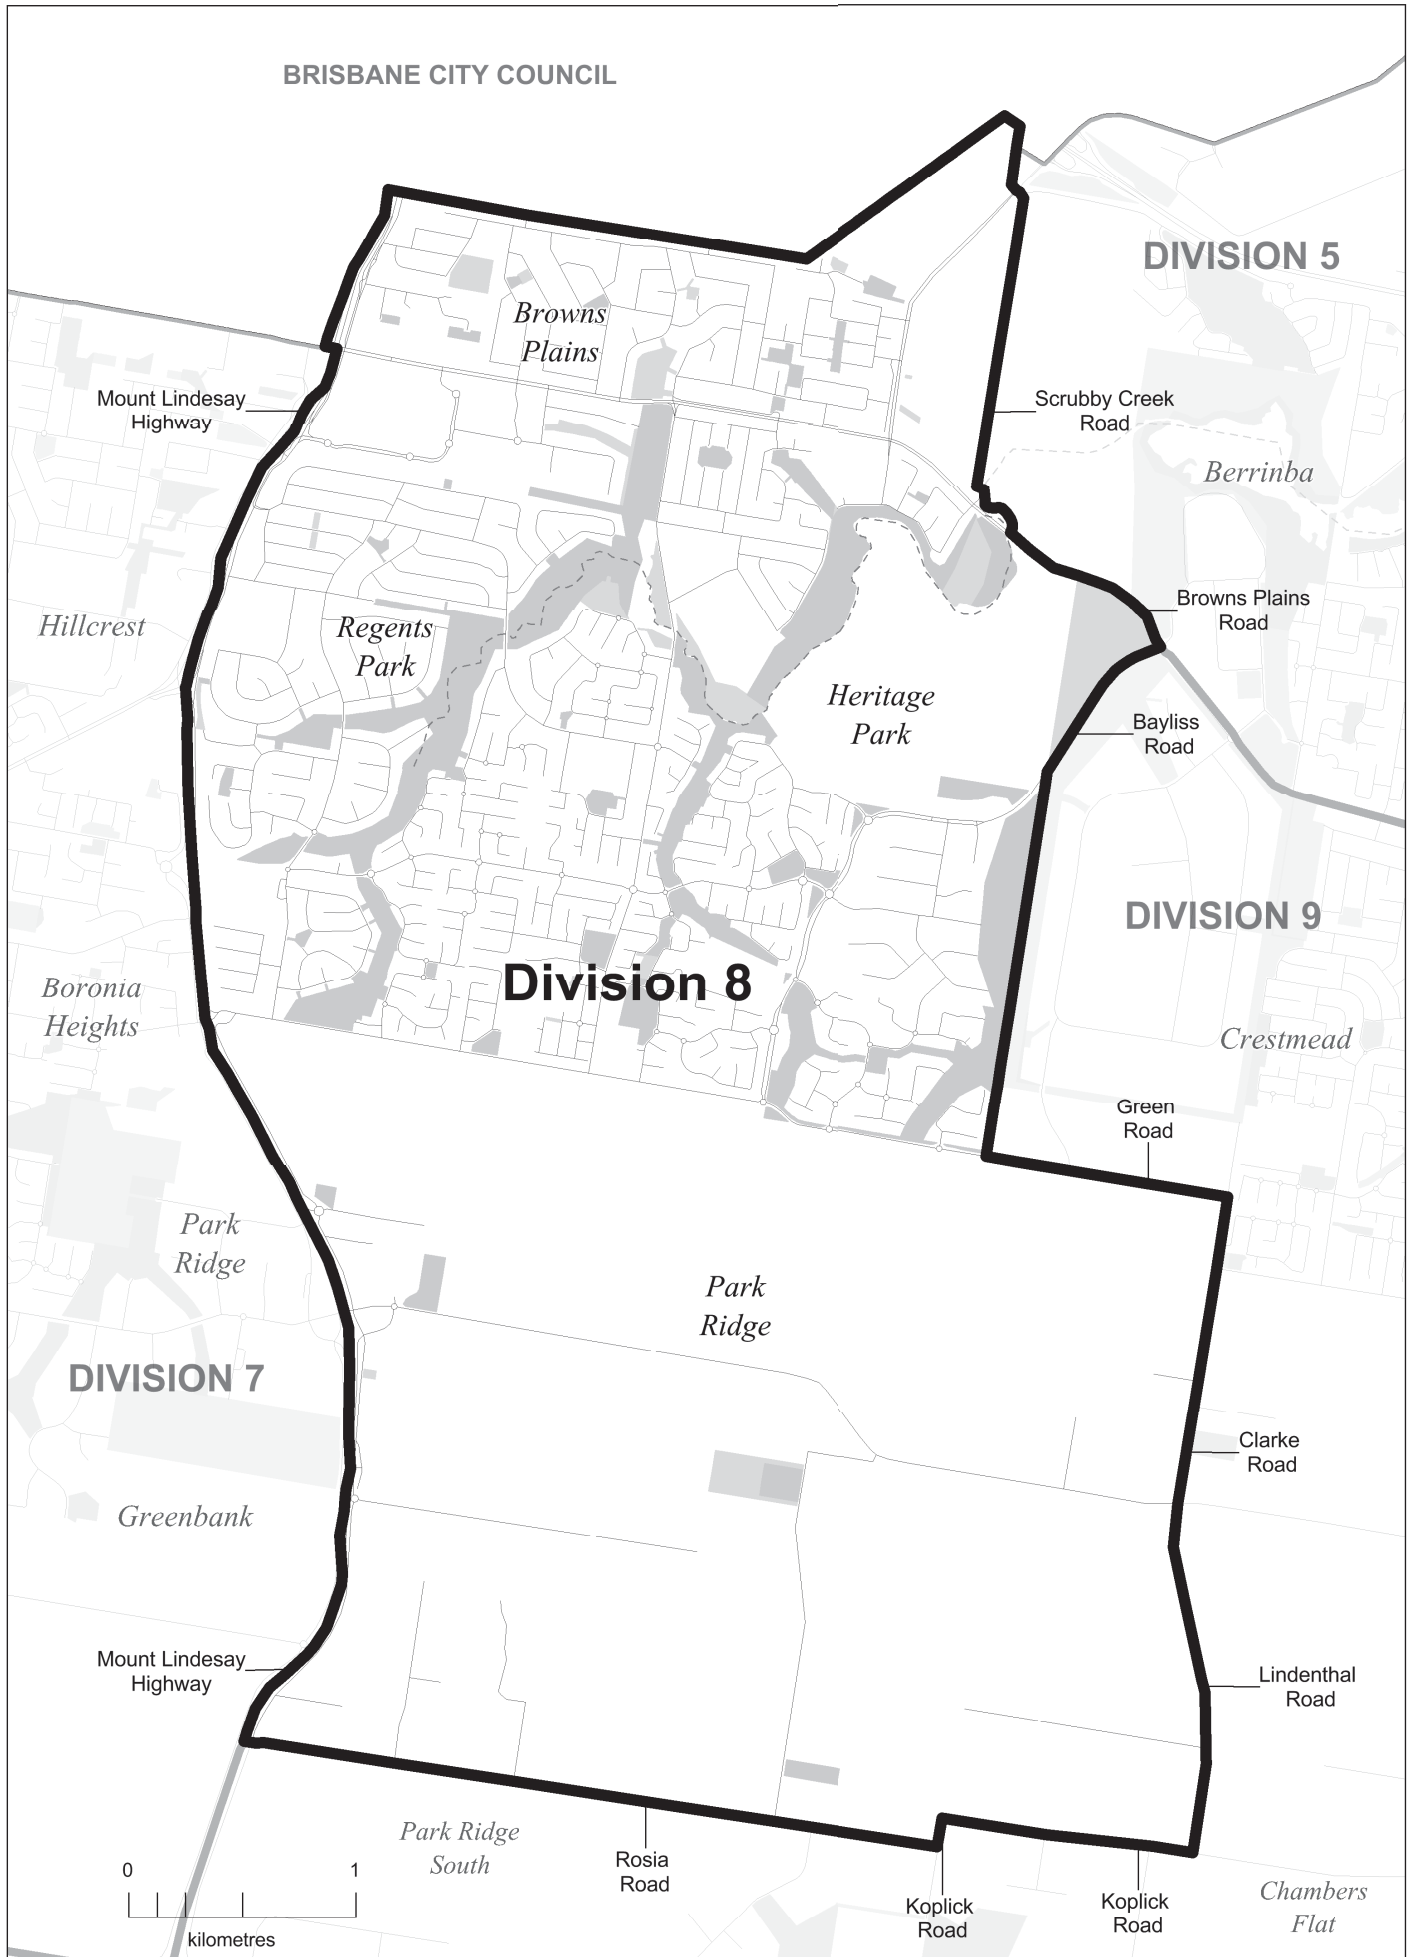 BRISBANE CITY COUNCIL
DIVISION 5
Browns
Plains
Mount Lindesay
Highway
Scrubby Creek
Road
Berrinba
Browns Plains
Road
Hillcrest
Regents
Park
Heritage
Park
Bayliss
Road
DIVISION 9
Division 8
Boronia
Heights
Crestmead
Green
Road
Park
Ridge
Park
Ridge
DIVISION 7
Clarke
Road
Greenbank
Mount Lindesay
Highway
Lindenthal
Road
Park Ridge
South
Rosia
Road
Koplick
Road
Koplick
Road
Chambers
Flat
0 1
kilometres